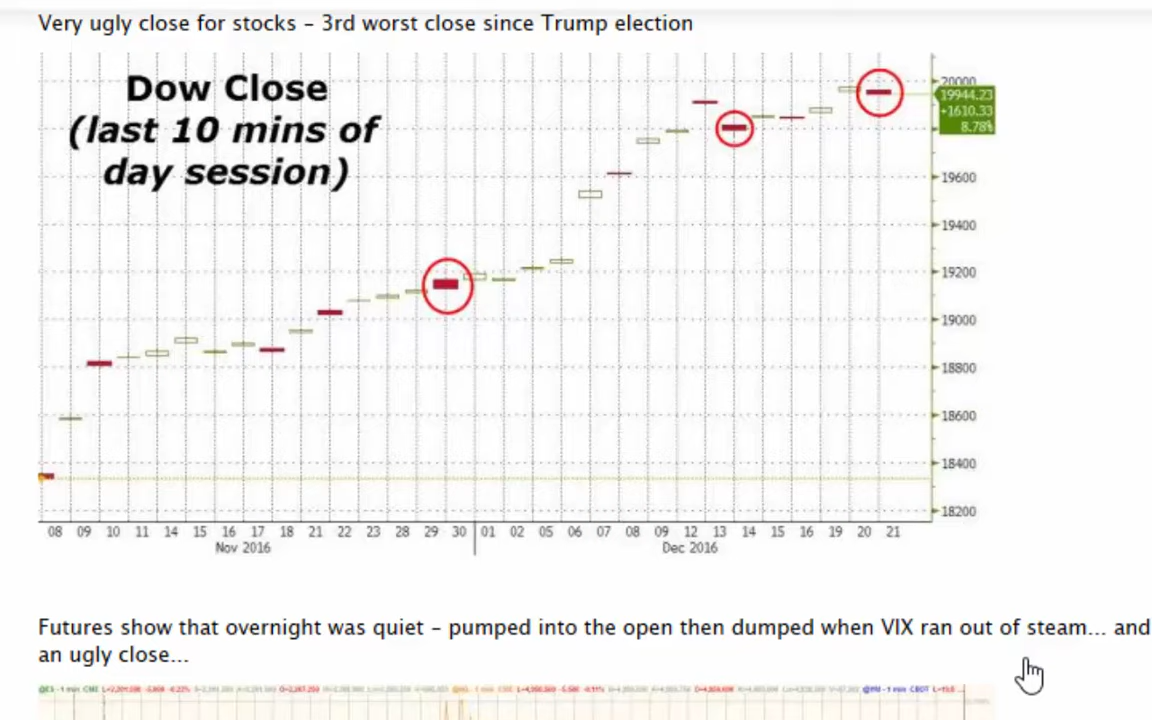 Very ugly close for stocks – 3rd worst close since Trump election
Dow Close
(last 10 mins of
day session)
20000
19944.23
+1610.33
8.78%
19600
19400
19200
19000
18800
18600
18400
18200
08 09 10 11 14 15 16 17 18 21 22 23 28 29 30 01 02 05 06 07 08 09 12 13 14 15 16 19 20 21
Nov 2016 Dec 2016
Futures show that overnight was quiet – pumped into the open then dumped when VIX ran out of steam... and
an ugly close...